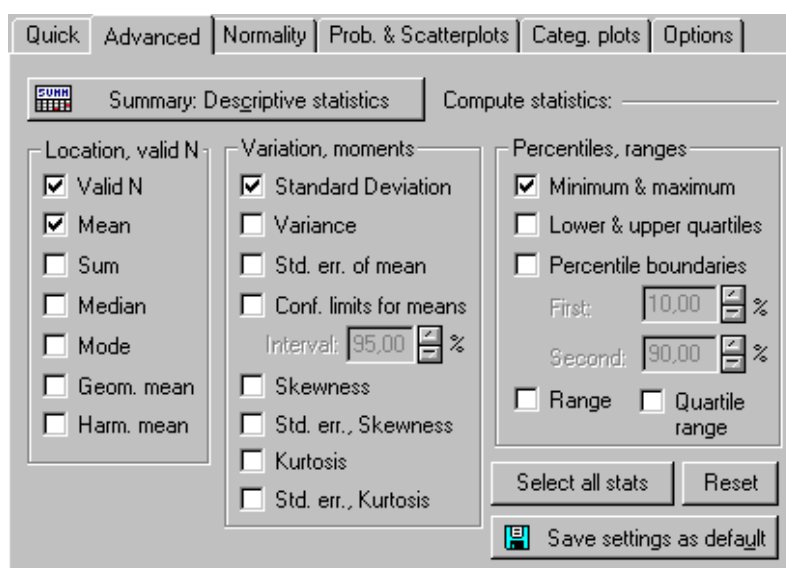 Quick Advanced Normality Prob. & Scatterplots Categ. plots Options
SUMM Summary: Descriptive statistics Compute statistics:
Location, valid N
Valid N
Mean
Sum
Median
Mode
Geom. mean
Harm. mean
Variation, moments
Standard Deviation
Variance
Std. err. of mean
Conf. limits for means
Interval: 95,00 %
Skewness
Std. err., Skewness
Kurtosis
Std. err., Kurtosis
Percentiles, ranges
Minimum & maximum
Lower & upper quartiles
Percentile boundaries
First: 10,00 %
Second: 90,00 %
Range Quartile
range
Select all stats Reset
Save settings as default